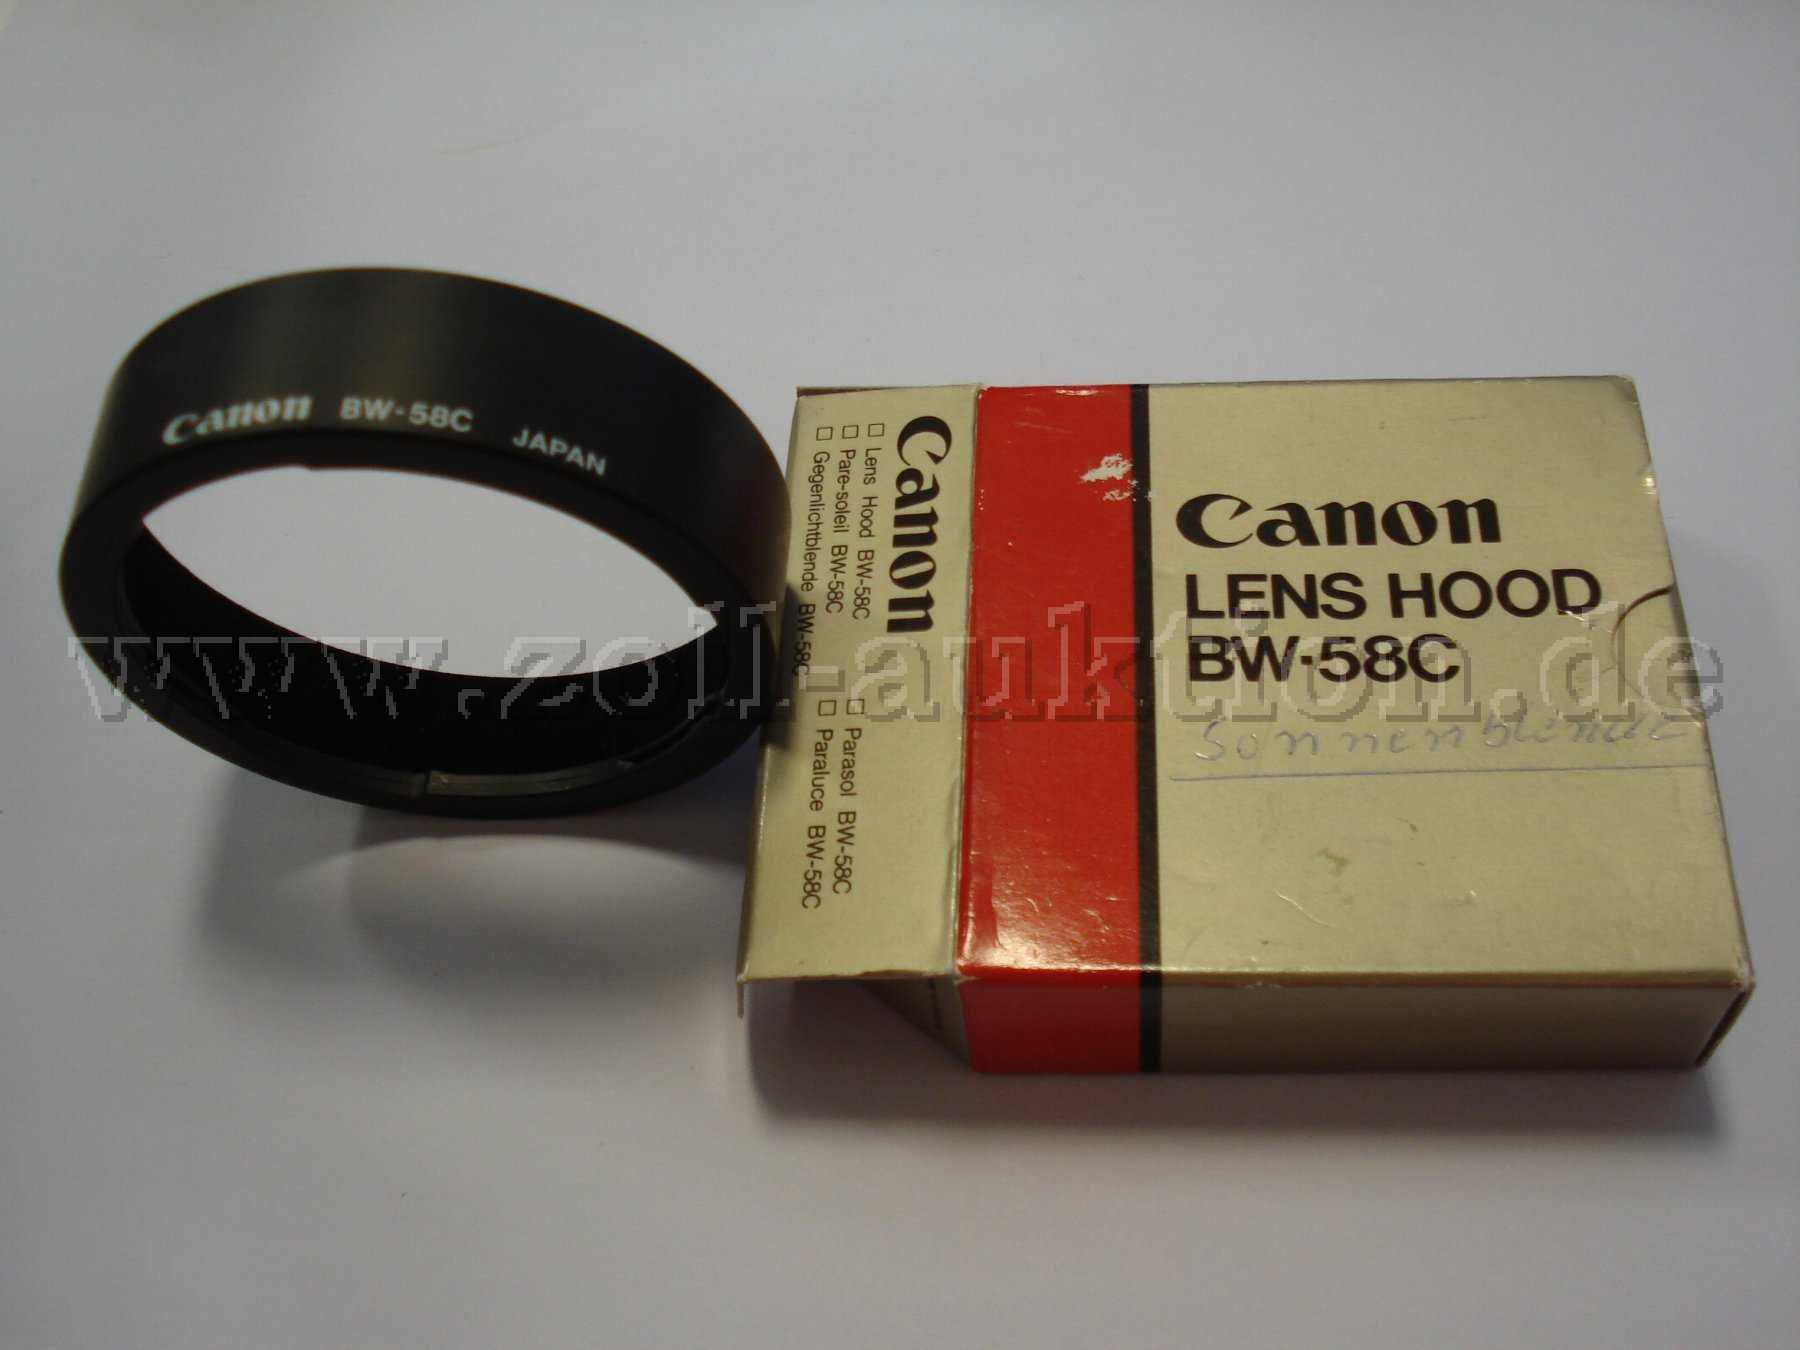 Canon BW-58C JAPAN
Canon
□ Lens Hood BW-58C
□ Pare-soleil BW-58C
□ Gegenlichtblende BW-58C
□ Parasol BW-58C
□ Paraluce BW-58C
Canon
LENS HOOD
BW-58C
Sonnenblende
www.zoll-auktion.de